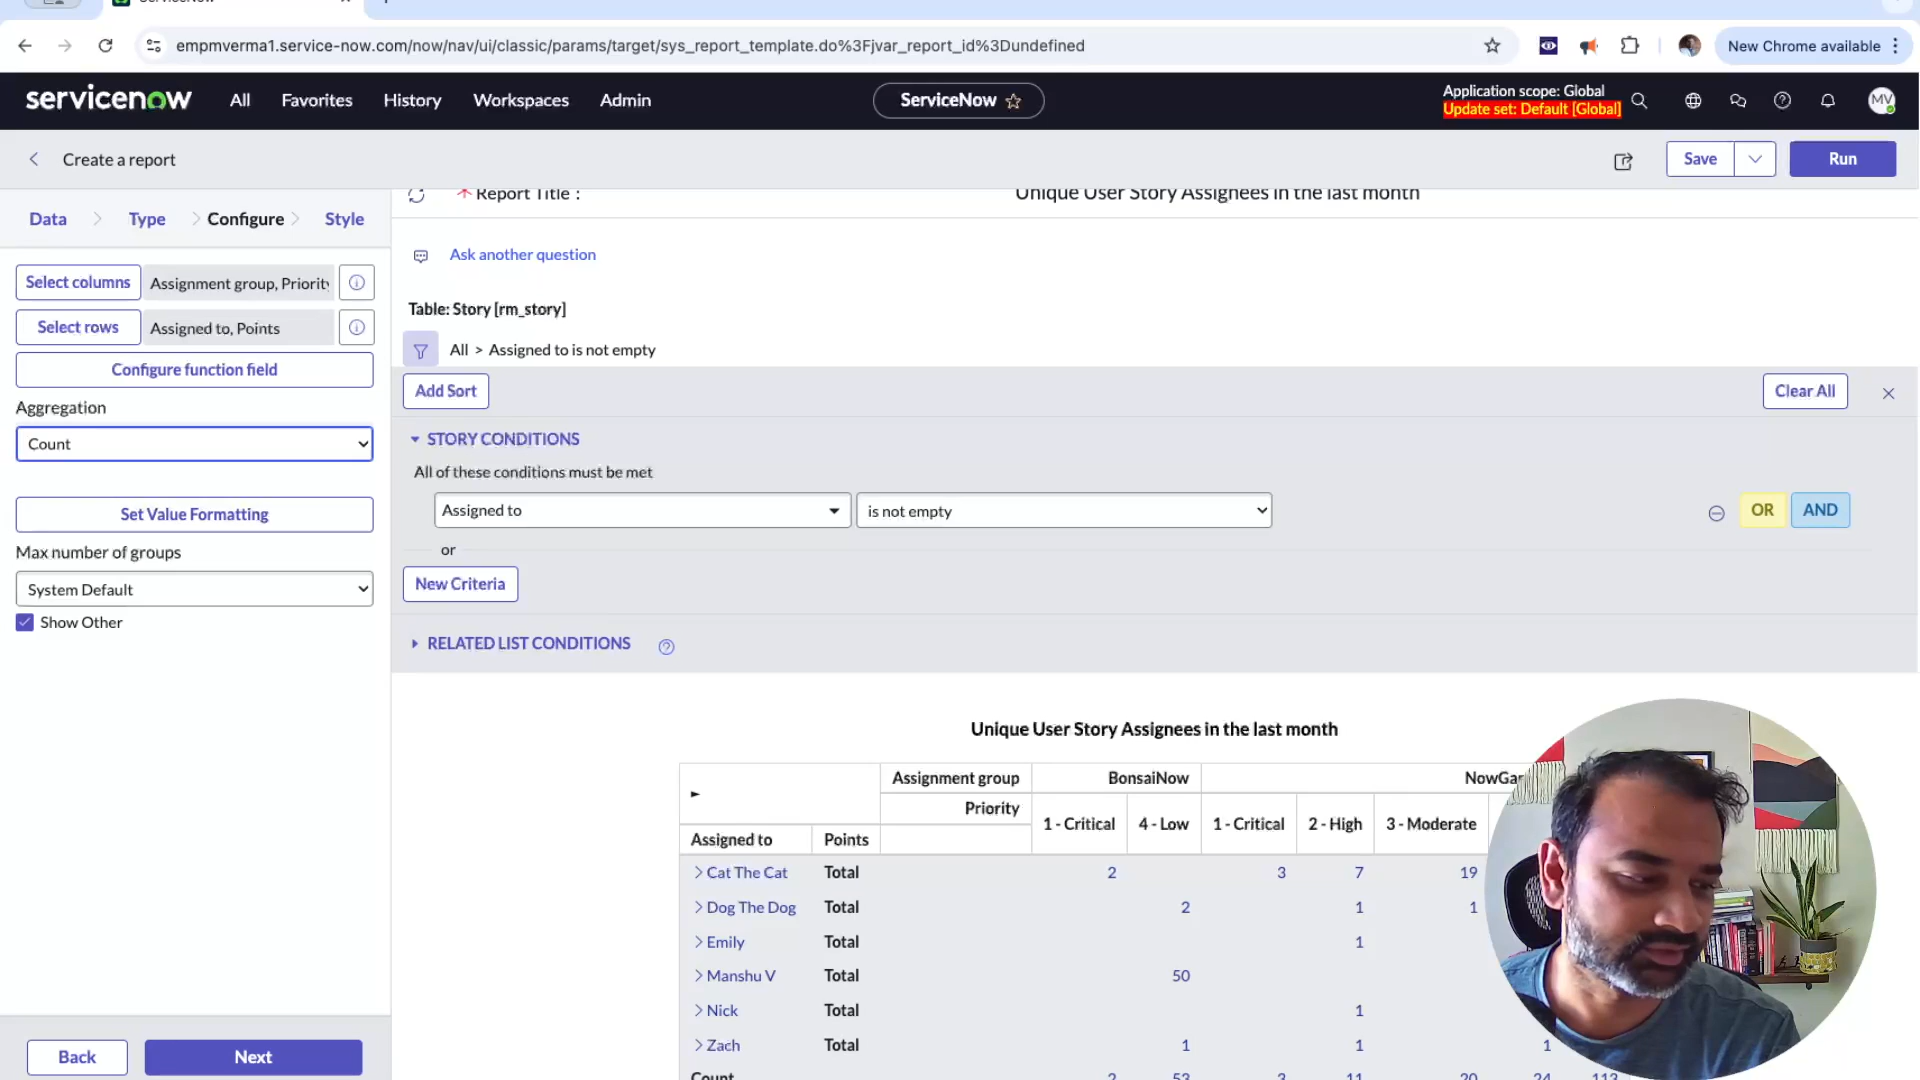 empmverma1.service-now.com/now/nav/ui/classic/params/target/sys_report_template.do%3Fjvar_report_id%3Dundefined
New Chrome available
servicenow
All
Favorites
History
Workspaces
Admin
ServiceNow
Application scope: Global
Update set: Default [Global]
MV
Create a report
Save
Run
Data
Type
Configure
Style
* Report Title :
Unique User Story Assignees in the last month
Select columns
Assignment group, Priority
Select rows
Assigned to, Points
Configure function field
Aggregation
Count
Set Value Formatting
Max number of groups
System Default
Show Other
Back
Next
Ask another question
Table: Story [rm_story]
All > Assigned to is not empty
Add Sort
Clear All
STORY CONDITIONS
All of these conditions must be met
Assigned to
is not empty
OR
AND
or
New Criteria
RELATED LIST CONDITIONS
Unique User Story Assignees in the last month
Assignment group BonsaiNow
Priority 1 - Critical 4 - Low 1 - Critical 2 - High 3 - Moderate
Assigned to Points
Cat The Cat Total 2 3 7 19
Dog The Dog Total 2 1 1
Emily Total 1
Manshu V Total 50
Nick Total 1
Zach Total 1 1 1
Count 2 53 3 11 20 24 113